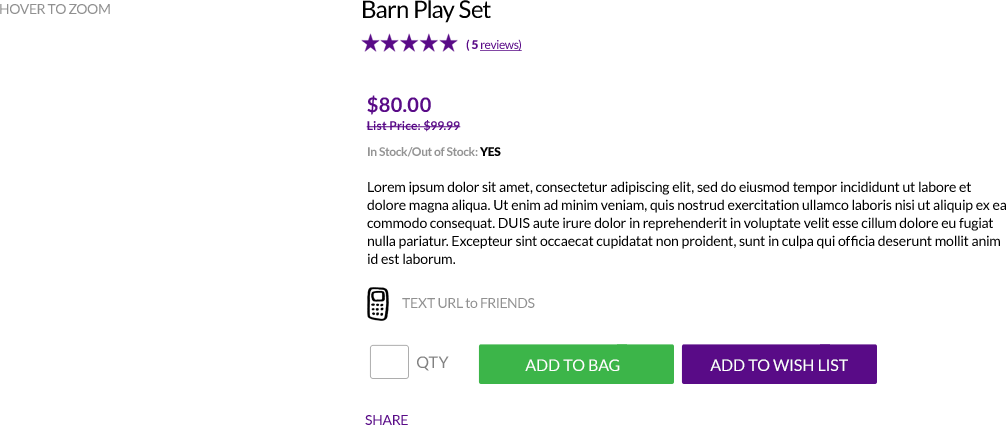 HOVER TO ZOOM
Barn Play Set
( 5 reviews)
$80.00
List Price: $99.99
In Stock/Out of Stock: YES
Lorem ipsum dolor sit amet, consectetur adipiscing elit, sed do eiusmod tempor incididunt ut labore et
dolore magna aliqua. Ut enim ad minim veniam, quis nostrud exercitation ullamco laboris nisi ut aliquip ex ea
commodo consequat. DUIS aute irure dolor in reprehenderit in voluptate velit esse cillum dolore eu fugiat
nulla pariatur. Excepteur sint occaecat cupidatat non proident, sunt in culpa qui officia deserunt mollit anim
id est laborum.
TEXT URL to FRIENDS
QTY
ADD TO BAG
ADD TO WISH LIST
SHARE